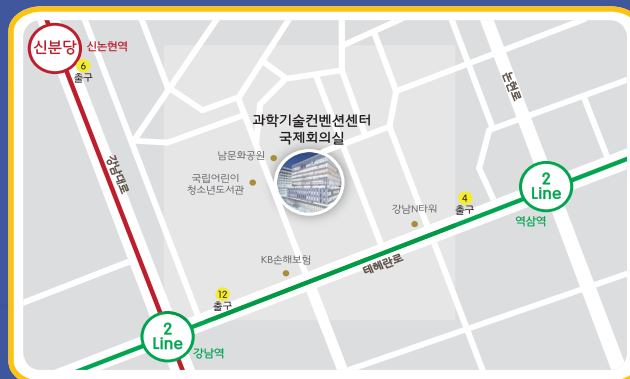 신분당
신논현역
6
출구
논현로
과학기술컨벤션센터
국제회의실
남문화공원
국립어린이
청소년도서관
강남대로
2
Line
역삼역
4
출구
강남N타워
KB손해보험
테헤란로
12
출구
2
Line
강남역